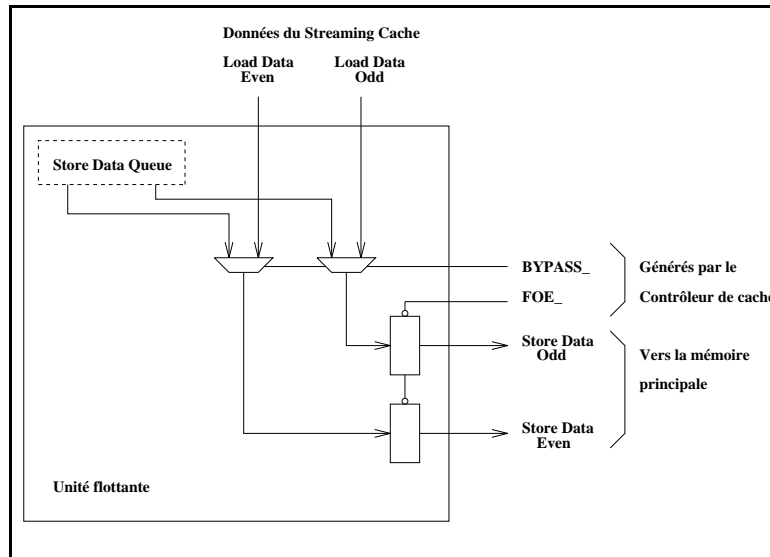 Données du Streaming Cache
Load Data
Even
Load Data
Odd
Store Data Queue
BYPASS_
Générés par le
FOE_
Contrôleur de cache
Store Data
Odd
Vers la mémoire
principale
Store Data
Even
Unité flottante